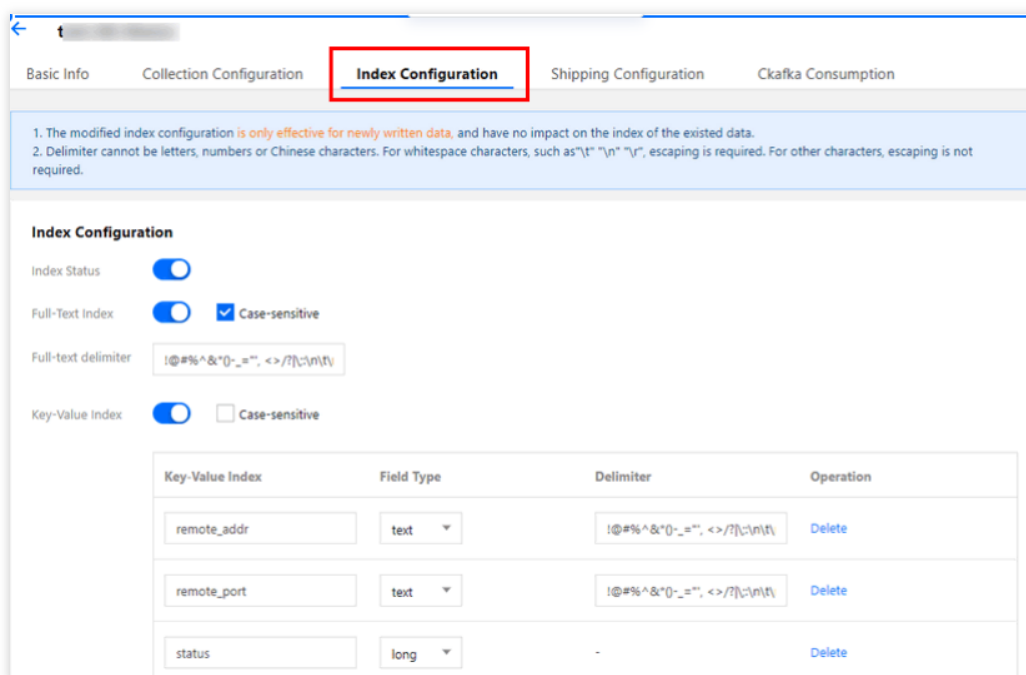 t
Basic Info Collection Configuration Index Configuration Shipping Configuration Ckafka Consumption
1. The modified index configuration is only effective for newly written data, and have no impact on the index of the existed data.
2. Delimiter cannot be letters, numbers or Chinese characters. For whitespace characters, such as"\t" "\n" "\r", escaping is required. For other characters, escaping is not
required.
Index Configuration
Index Status
Full-Text Index Case-sensitive
Full-text delimiter !@#%^&*()-_="', <>/?|\;:\n\t\
Key-Value Index Case-sensitive
Key-Value Index Field Type Delimiter Operation
remote_addr text !@#%^&*()-_="', <>/?|\;:\n\t\ Delete
remote_port text !@#%^&*()-_="', <>/?|\;:\n\t\ Delete
status long - Delete